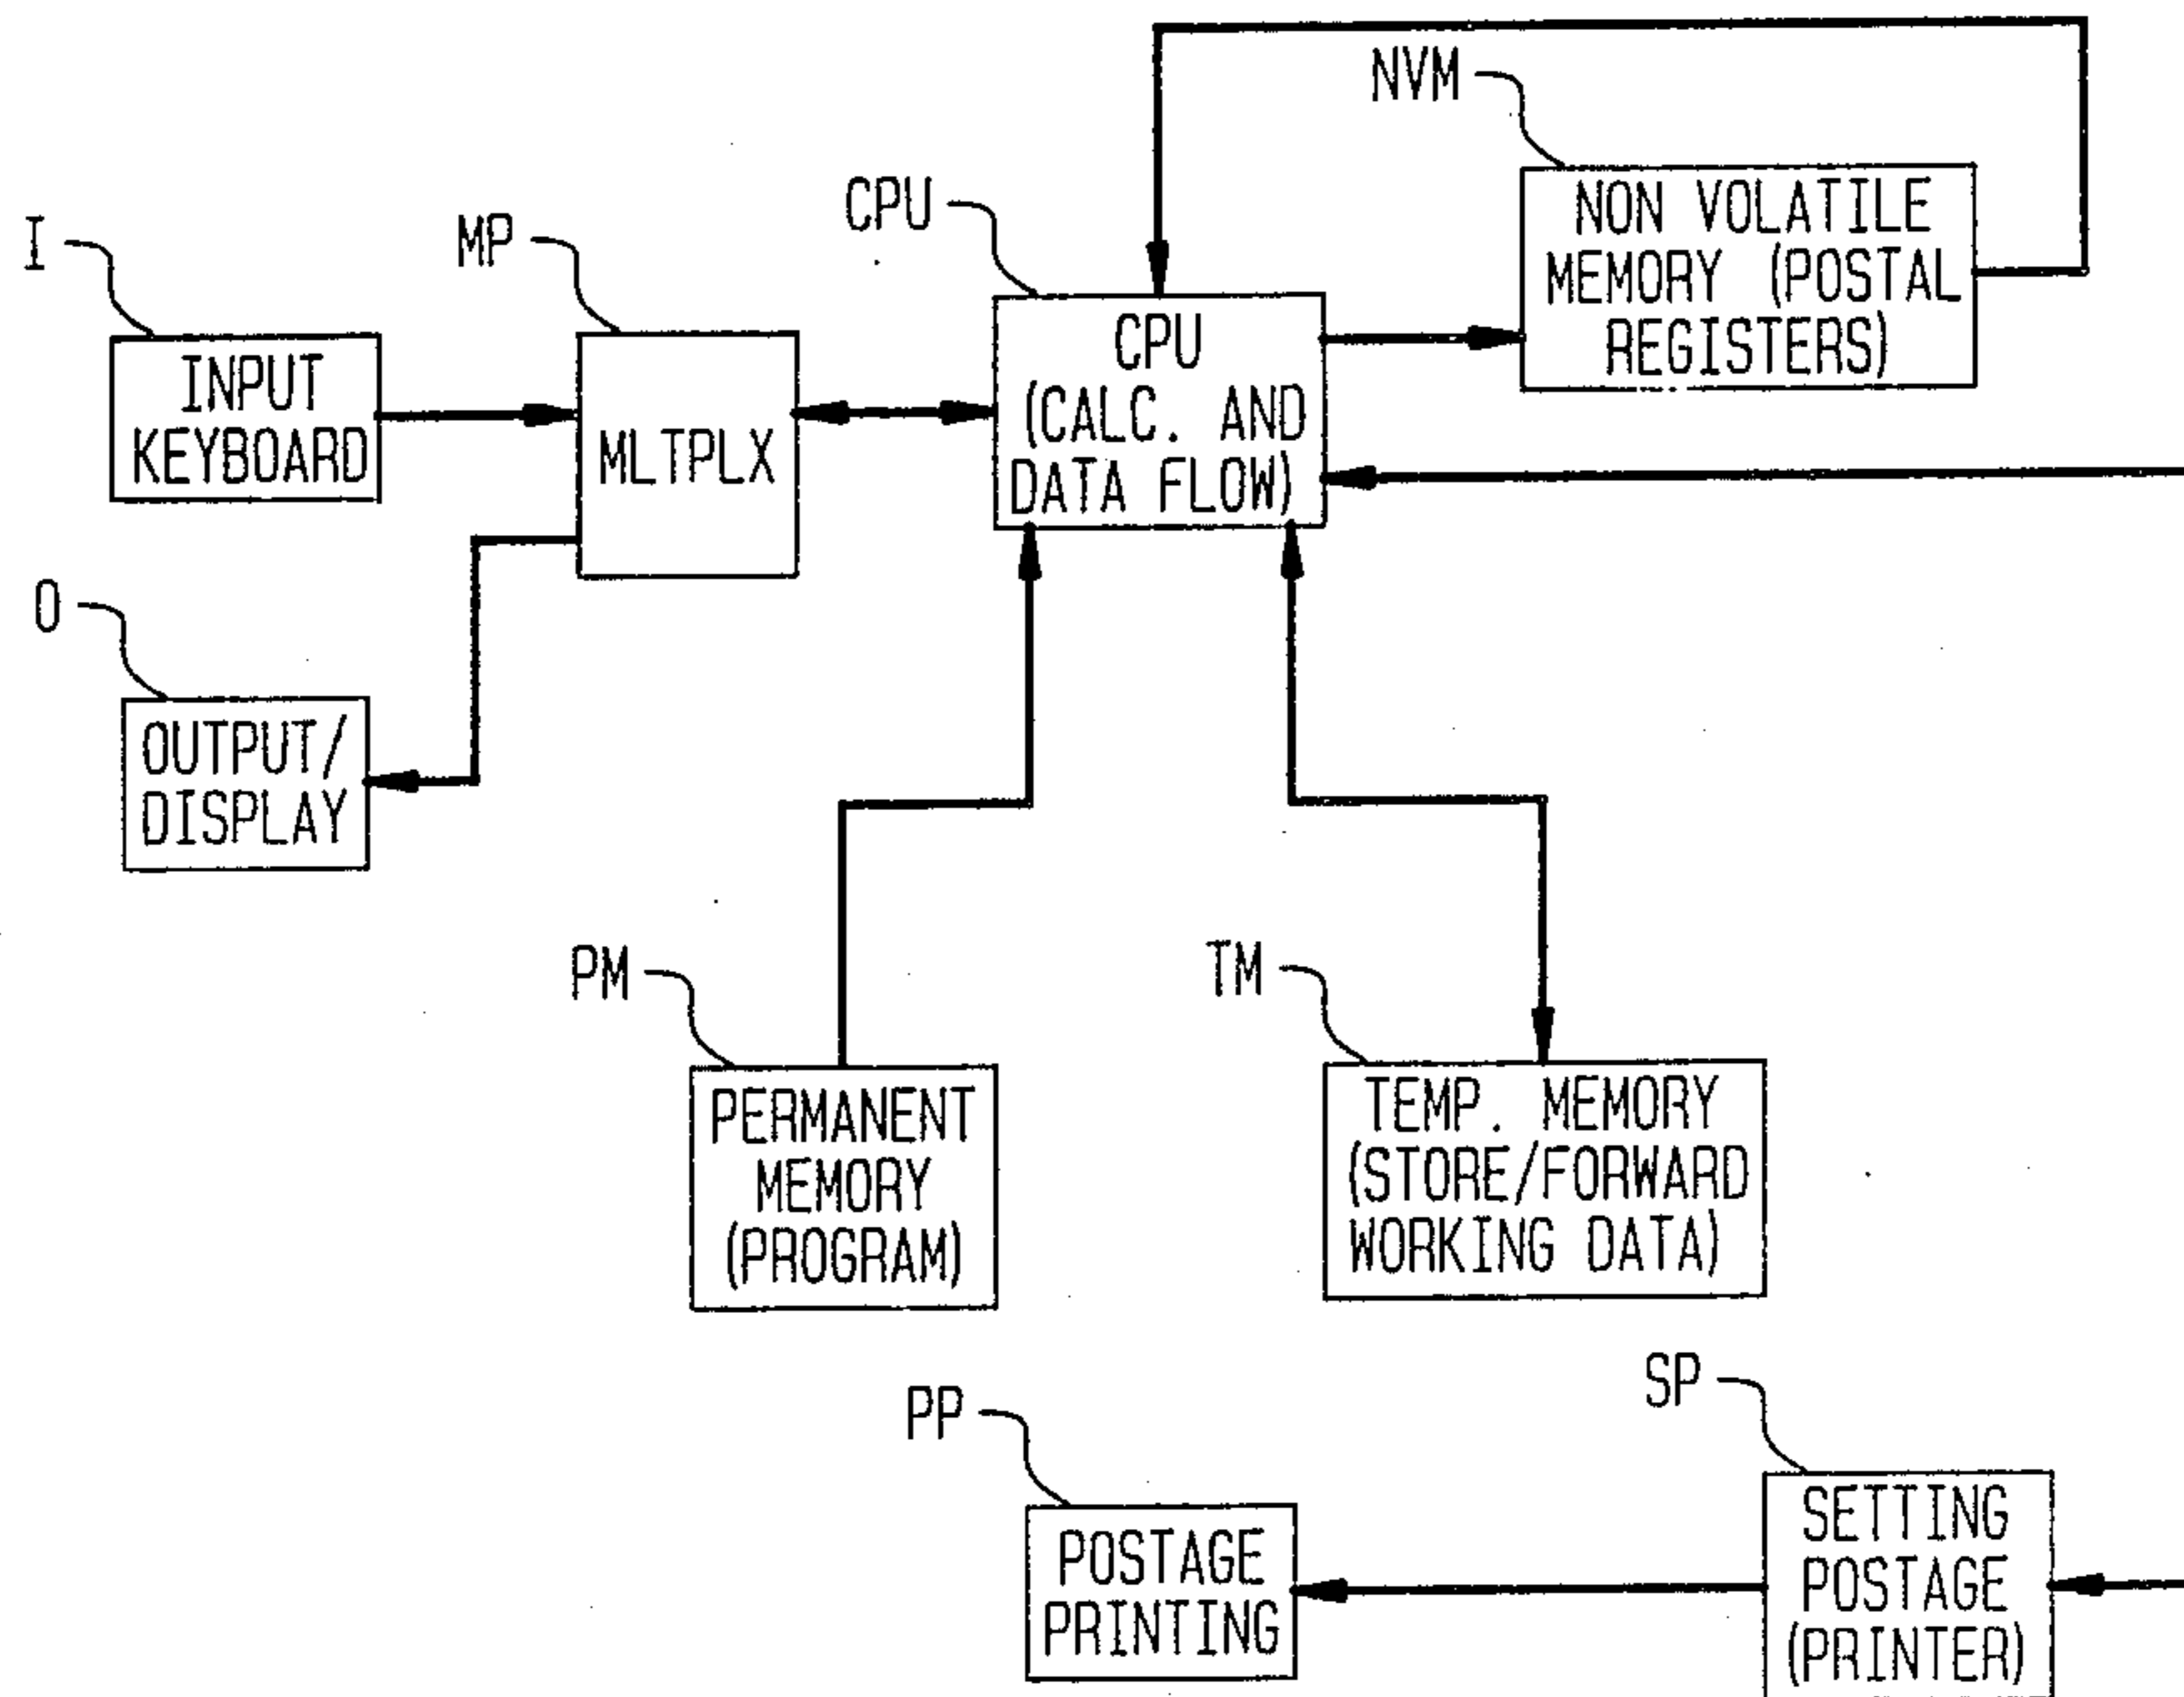 NVM
NON VOLATILE
MEMORY (POSTAL
REGISTERS)
CPU
CPU
(CALC. AND
DATA FLOW)
MP
MLTPLX
I
INPUT
KEYBOARD
O
OUTPUT/
DISPLAY
PM
PERMANENT
MEMORY
(PROGRAM)
TM
TEMP. MEMORY
(STORE/FORWARD
WORKING DATA)
PP
POSTAGE
PRINTING
SP
SETTING
POSTAGE
(PRINTER)